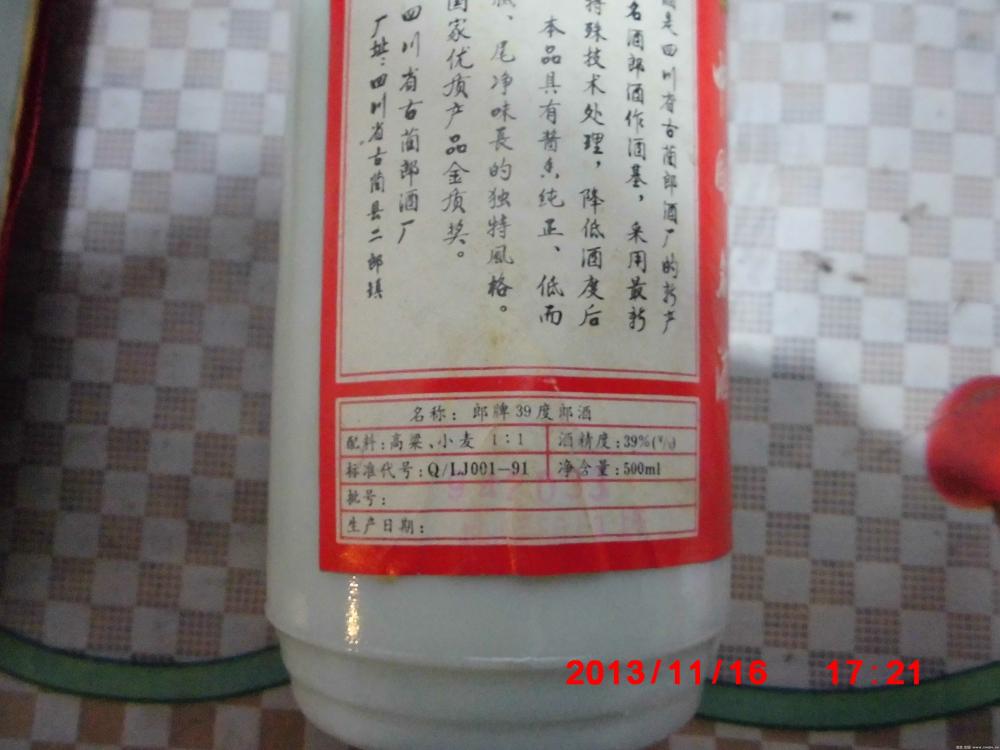 是四川省古蔺郎酒厂的新产
名酒郎酒作酒基，采用最新
特殊技术处理，降低酒度后
本品具有酱香纯正、低而
、尾净味長的独特風格。
国家优质产品金质奖。
四川省古蔺郎酒厂
厂址：四川省古蔺县二郎镇
名称：郎牌39度郎酒
配料：高粱、小麦 1：1
酒精度：39%(V/V)
标准代号：Q/LJ001-91
净含量：500ml
批号：
生产日期：
2013/11/16 17:21